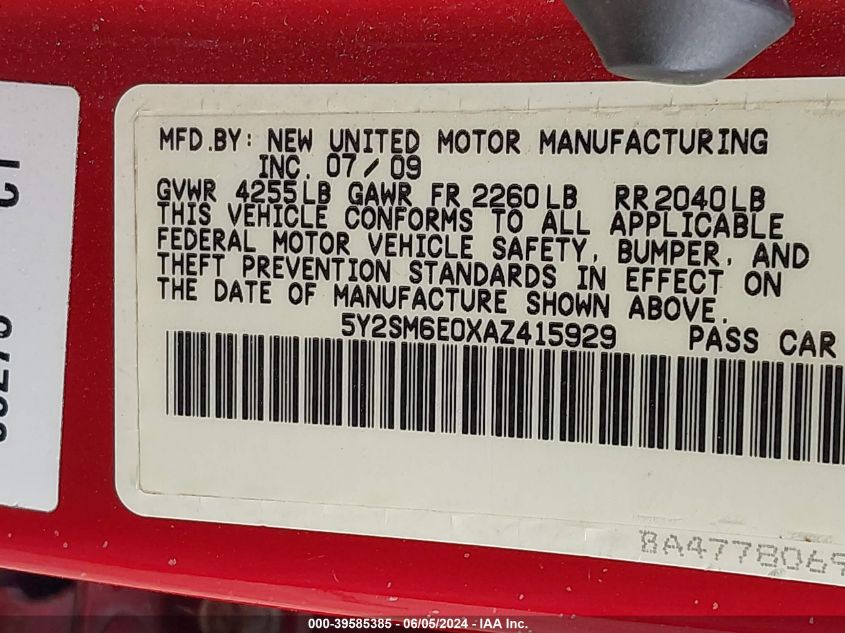 MFD.BY: NEW UNITED MOTOR MANUFACTURING
INC. 07/09
GVWR 4255LB GAWR FR 2260LB RR2040LB
THIS VEHICLE CONFORMS TO ALL APPLICABLE
FEDERAL MOTOR VEHICLE SAFETY, BUMPER, AND
THEFT PREVENTION STANDARDS IN EFFECT ON
THE DATE OF MANUFACTURE SHOWN ABOVE.
5Y2SM6E0XAZ415929 PASS CAR
8A4778069
C1
000-39585385 - 06/05/2024 - IAA Inc.